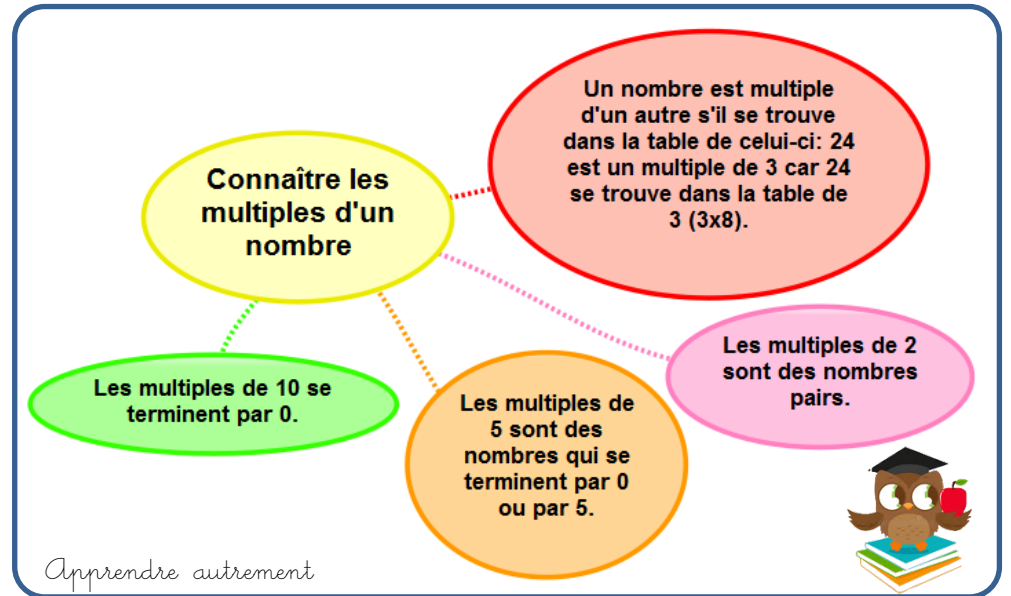 Connaître les
multiples d'un
nombre
Un nombre est multiple
d'un autre s'il se trouve
dans la table de celui-ci: 24
est un multiple de 3 car 24
se trouve dans la table de
3 (3x8).
Les multiples de 2
sont des nombres
pairs.
Les multiples de
5 sont des
nombres qui se
terminent par 0
ou par 5.
Les multiples de 10 se
terminent par 0.
Apprendre autrement